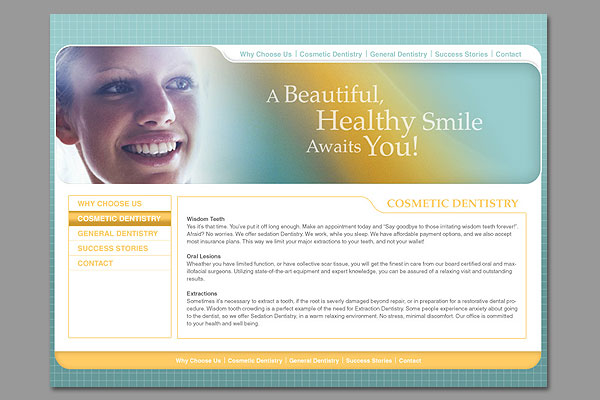 Why Choose Us | Cosmetic Dentistry | General Dentistry | Success Stories | Contact
A Beautiful,
Healthy Smile
Awaits You!
WHY CHOOSE US
COSMETIC DENTISTRY
GENERAL DENTISTRY
SUCCESS STORIES
CONTACT
COSMETIC DENTISTRY
Wisdom Teeth
Yes it's that time. You've put it off long enough. Make an appointment today and "Say goodbye to those irritating wisdom teeth forever!".
Afraid? No worries. We offer sedation Dentistry. We work, while you sleep. We have affordable payment options, and we also accept
most insurance plans. This way we limit your major extractions to your teeth, and not your wallet!
Oral Lesions
Wheather you have limited function, or have collective scar tissue, you will get the finest in care from our board certified oral and max-
itofacial surgeons. Utilizing state-of-the-art equipment and expert knowledge, you can be assured of a relaxing visit and outstanding
results.
Extractions
Sometimes it's necessary to extract a tooth, if the root is severly damaged beyond repair, or in preparation for a restorative dental pro-
cedure. Wisdom tooth crowding is a perfect example of the need for Extraction Dentistry. Some people experience anxiety about going
to the dentist, so we offer Sedation Dentistry, in a warm relaxing environment. No stress, minimal discomfort. Our office is committed
to your health and well being.
Why Choose Us | Cosmetic Dentistry | General Dentistry | Success Stories | Contact